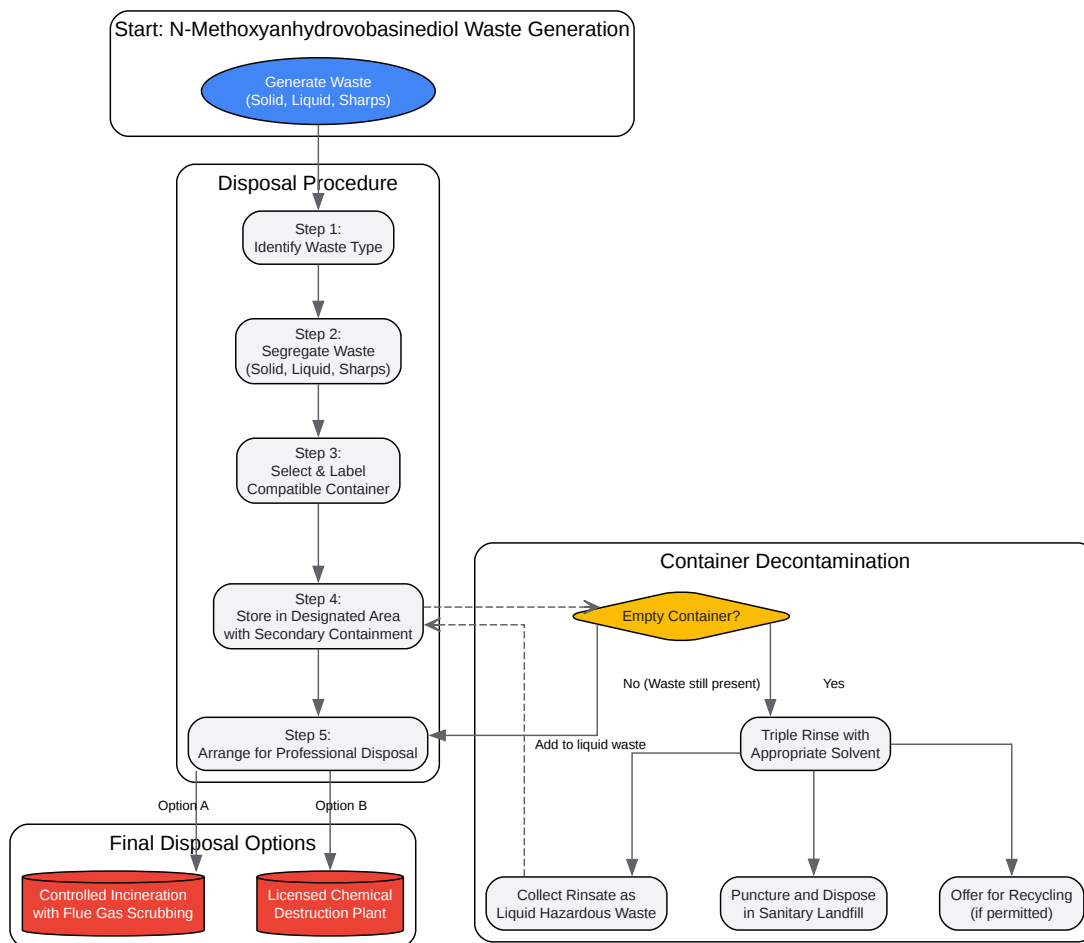 Start: N-Methoxyanhydrovobasinediol Waste Generation
Generate Waste
(Solid, Liquid, Sharps)
Disposal Procedure
Step 1:
Identify Waste Type
Step 2:
Segregate Waste
(Solid, Liquid, Sharps)
Step 3:
Select & Label
Compatible Container
Step 4:
Store in Designated Area
with Secondary Containment
Step 5:
Arrange for Professional Disposal
Option A
Option B
Final Disposal Options
Controlled Incineration
with Flue Gas Scrubbing
Licensed Chemical
Destruction Plant
Container Decontamination
Empty Container?
No (Waste still present)
Yes
Add to liquid waste
Triple Rinse with
Appropriate Solvent
Collect Rinsate as
Liquid Hazardous Waste
Puncture and Dispose
in Sanitary Landfill
Offer for Recycling
(if permitted)